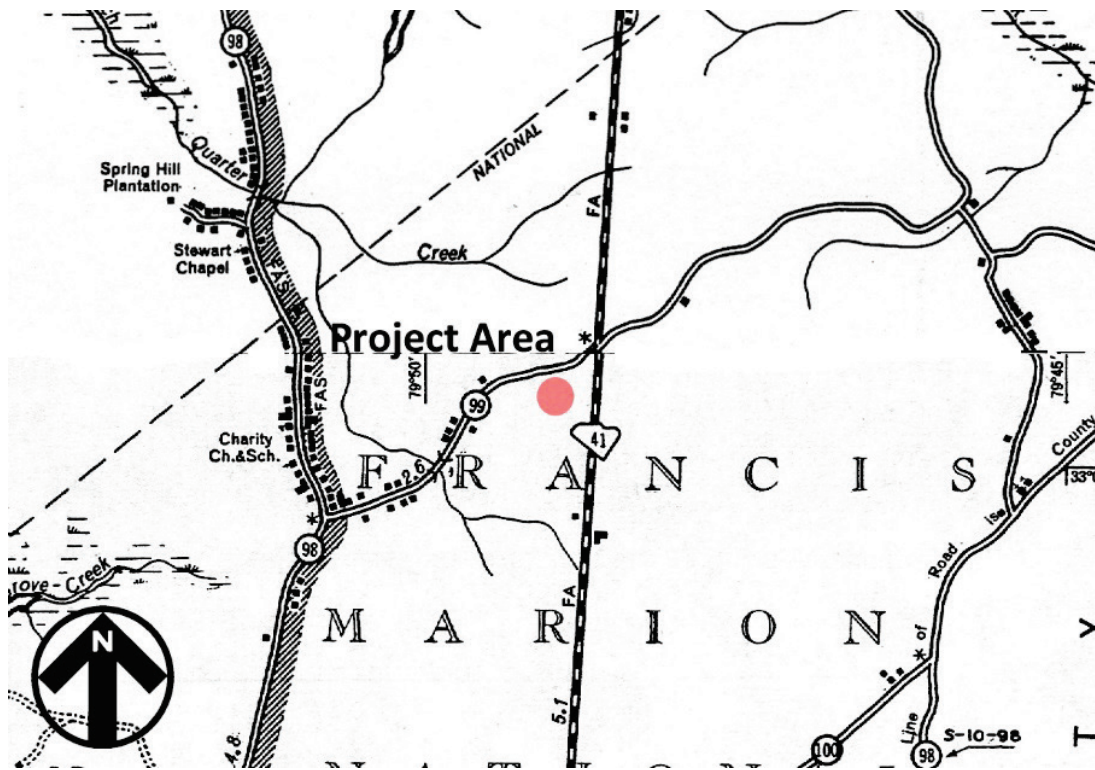 98
NATIONAL
Quarter
Spring Hill
Plantation
FA
Stewart
Chapel
Creek
FAS
Project Area
79°50'
79°45'
99
41
FAS
Charity
Ch.&Sch.
2.6
County
F R A N C I S
33°
98
Road
Creek
FA
M A R I O N
of
N
4.8
5.1
Line
100
98
S-10-98